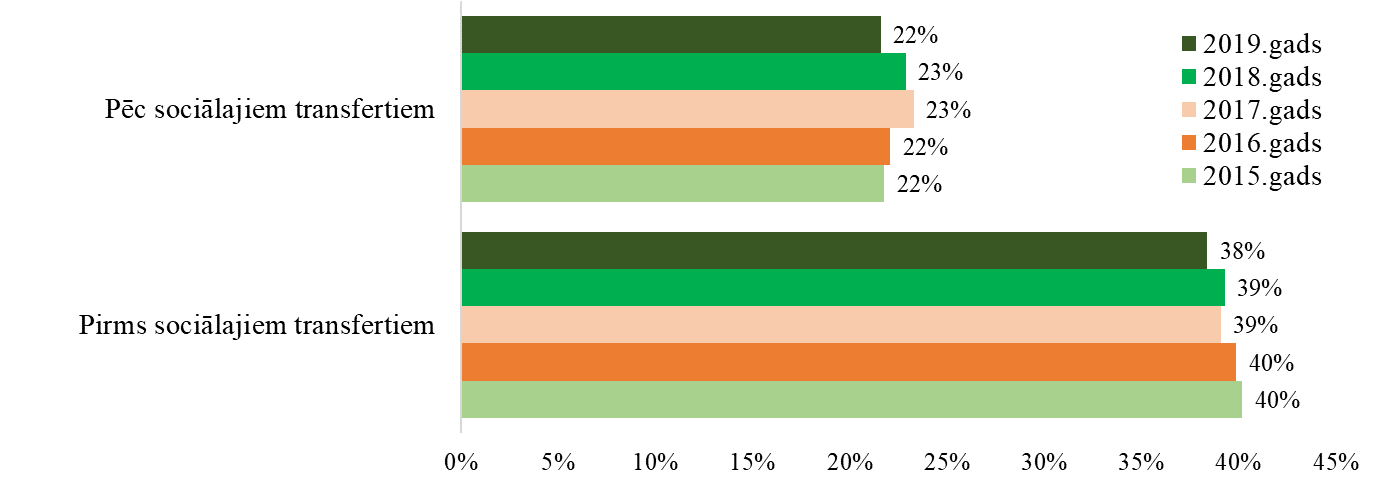 Pēc sociālajiem transfertiem
22%
23%
23%
22%
22%
Pirms sociālajiem transfertiem
38%
39%
39%
40%
40%
2019.gads
2018.gads
2017.gads
2016.gads
2015.gads
0% 5% 10% 15% 20% 25% 30% 35% 40% 45%